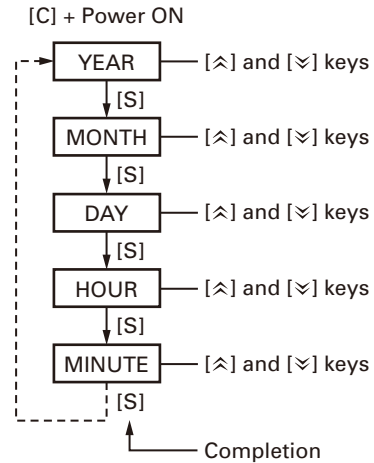 [C] + Power ON
YEAR [︽] and [︾] keys
[S]
MONTH [︽] and [︾] keys
[S]
DAY [︽] and [︾] keys
[S]
HOUR [︽] and [︾] keys
[S]
MINUTE [︽] and [︾] keys
[S]
Completion